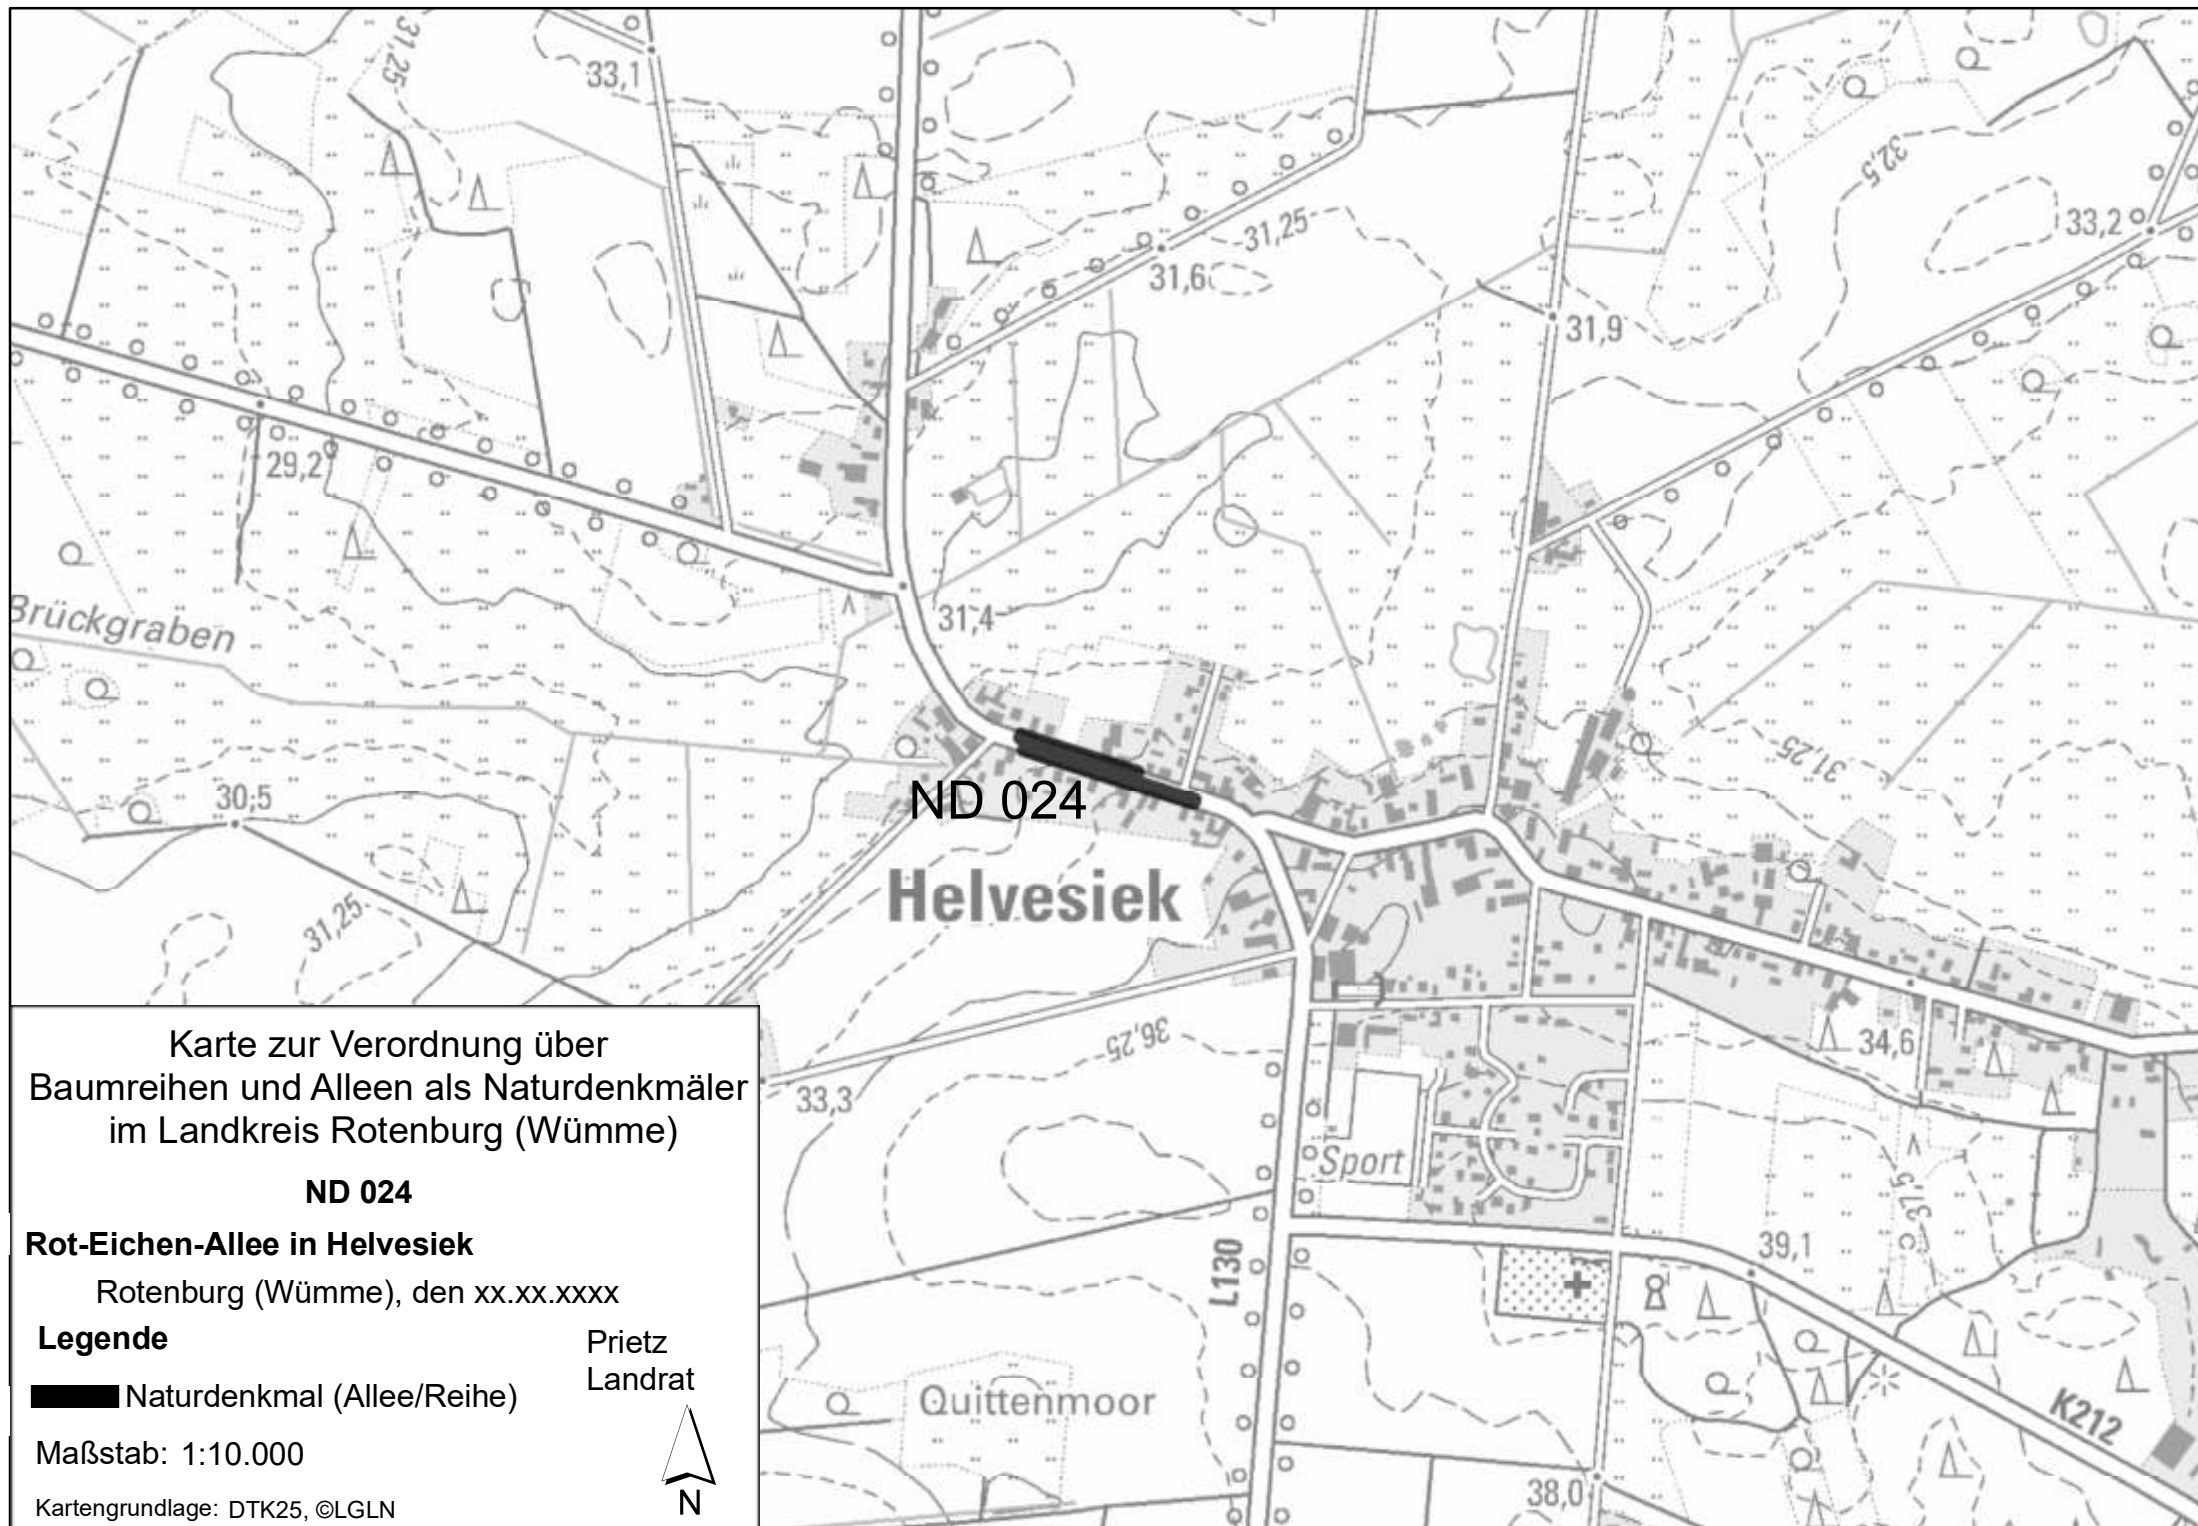 31,25
33,1
32,5
33,2
31,25
31,6
31,9
29,2
31,4
Brückgraben
31,25
30,5
ND 024
Helvesiek
31,25
36,25
34,6
33,3
Sport
37,5
39,1
L130
Quittenmoor
K212
38,0
Karte zur Verordnung über
Baumreihen und Alleen als Naturdenkmäler
im Landkreis Rotenburg (Wümme)
ND 024
Rot-Eichen-Allee in Helvesiek
Rotenburg (Wümme), den xx.xx.xxxx
Legende
Prietz
Landrat
Naturdenkmal (Allee/Reihe)
Maßstab: 1:10.000
N
Kartengrundlage: DTK25, ©LGLN